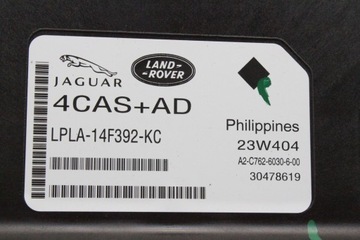 JAGUAR
LAND-
ROVER
4CAS+AD
LPLA-14F392-KC
Philippines
23W404
A2-C762-6030-6-00
30478619